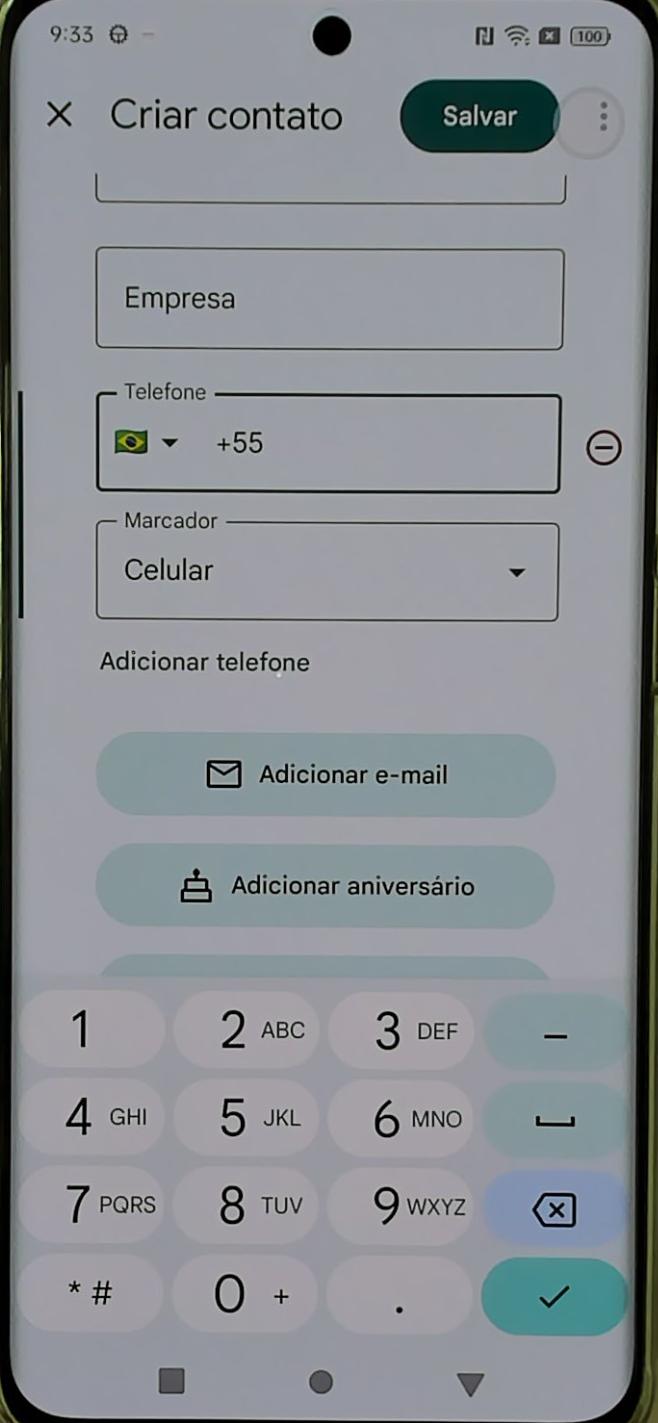 9:33 100
Criar contato Salvar
Empresa
Telefone
+55
Marcador
Celular
Adicionar telefone
Adicionar e-mail
Adicionar aniversário
1 2 ABC 3 DEF –
4 GHI 5 JKL 6 MNO
7 PQRS 8 TUV 9 WXYZ
* # 0 + .